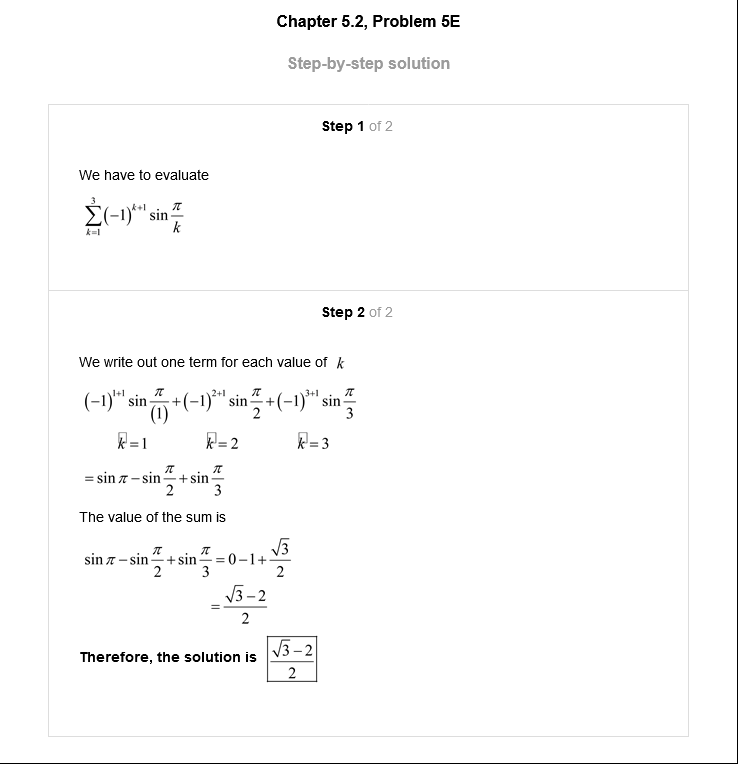 Chapter 5.2, Problem 5E
Step-by-step solution
Step 1 of 2
We have to evaluate
$\sum_{k=1}^{3}(-1)^{k+1}\sin\frac{\pi}{k}$
Step 2 of 2
We write out one term for each value of k
$(-1)^{1+1}\sin\frac{\pi}{(1)}+(-1)^{2+1}\sin\frac{\pi}{2}+(-1)^{3+1}\sin\frac{\pi}{3}$
k=1 k=2 k=3
$=\sin\pi-\sin\frac{\pi}{2}+\sin\frac{\pi}{3}$
The value of the sum is
$\sin\pi-\sin\frac{\pi}{2}+\sin\frac{\pi}{3}=0-1+\frac{\sqrt{3}}{2}$
$=\frac{\sqrt{3}-2}{2}$
Therefore, the solution is $\frac{\sqrt{3}-2}{2}$